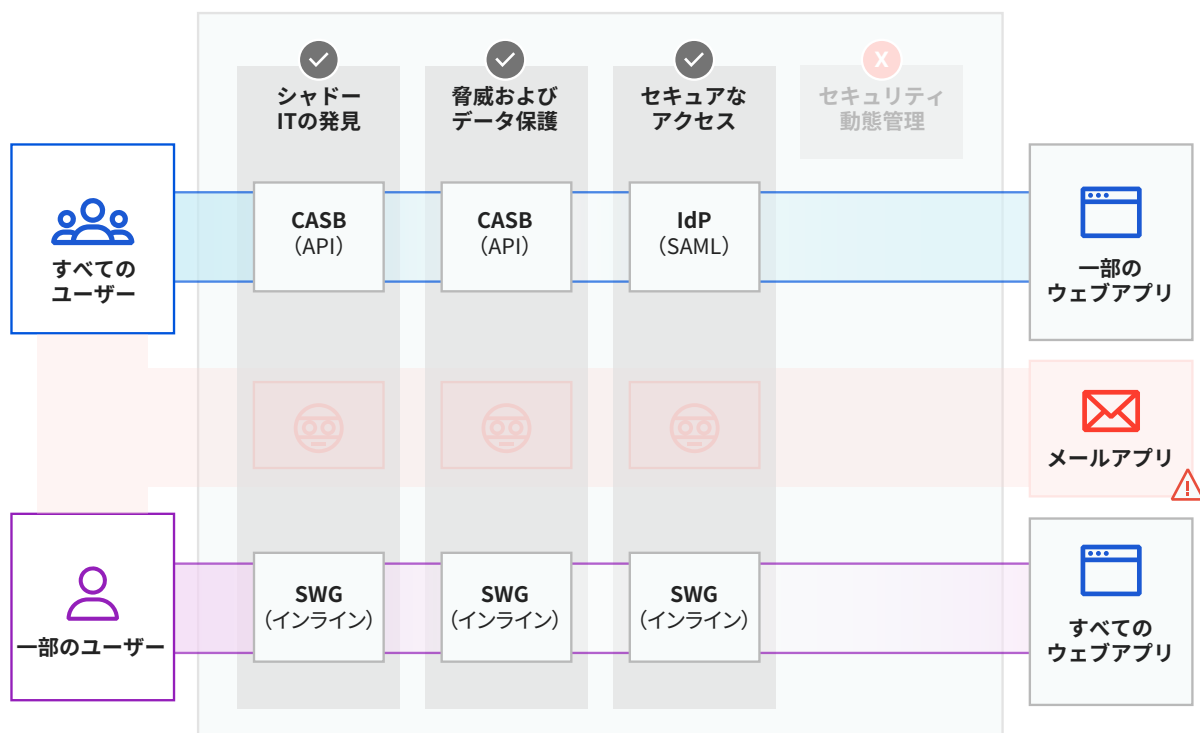 シャドー
ITの発見
脅威および
データ保護
セキュアな
アクセス
X
セキュリティ
動態管理
すべての
ユーザー
CASB
（API）
CASB
（API）
IdP
（SAML）
一部の
ウェブアプリ
メールアプリ
一部のユーザー
SWG
（インライン）
SWG
（インライン）
SWG
（インライン）
すべての
ウェブアプリ